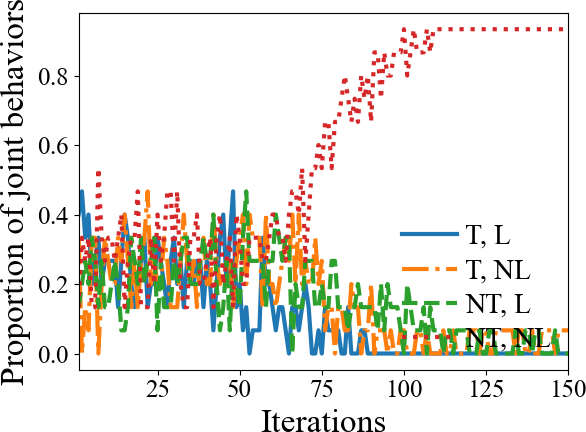 Proportion of joint behaviors
0.8
0.6
0.4
0.2
0.0
T, L
T, NL
NT, L
NT, NL
25
50
75
100
125
150
Iterations